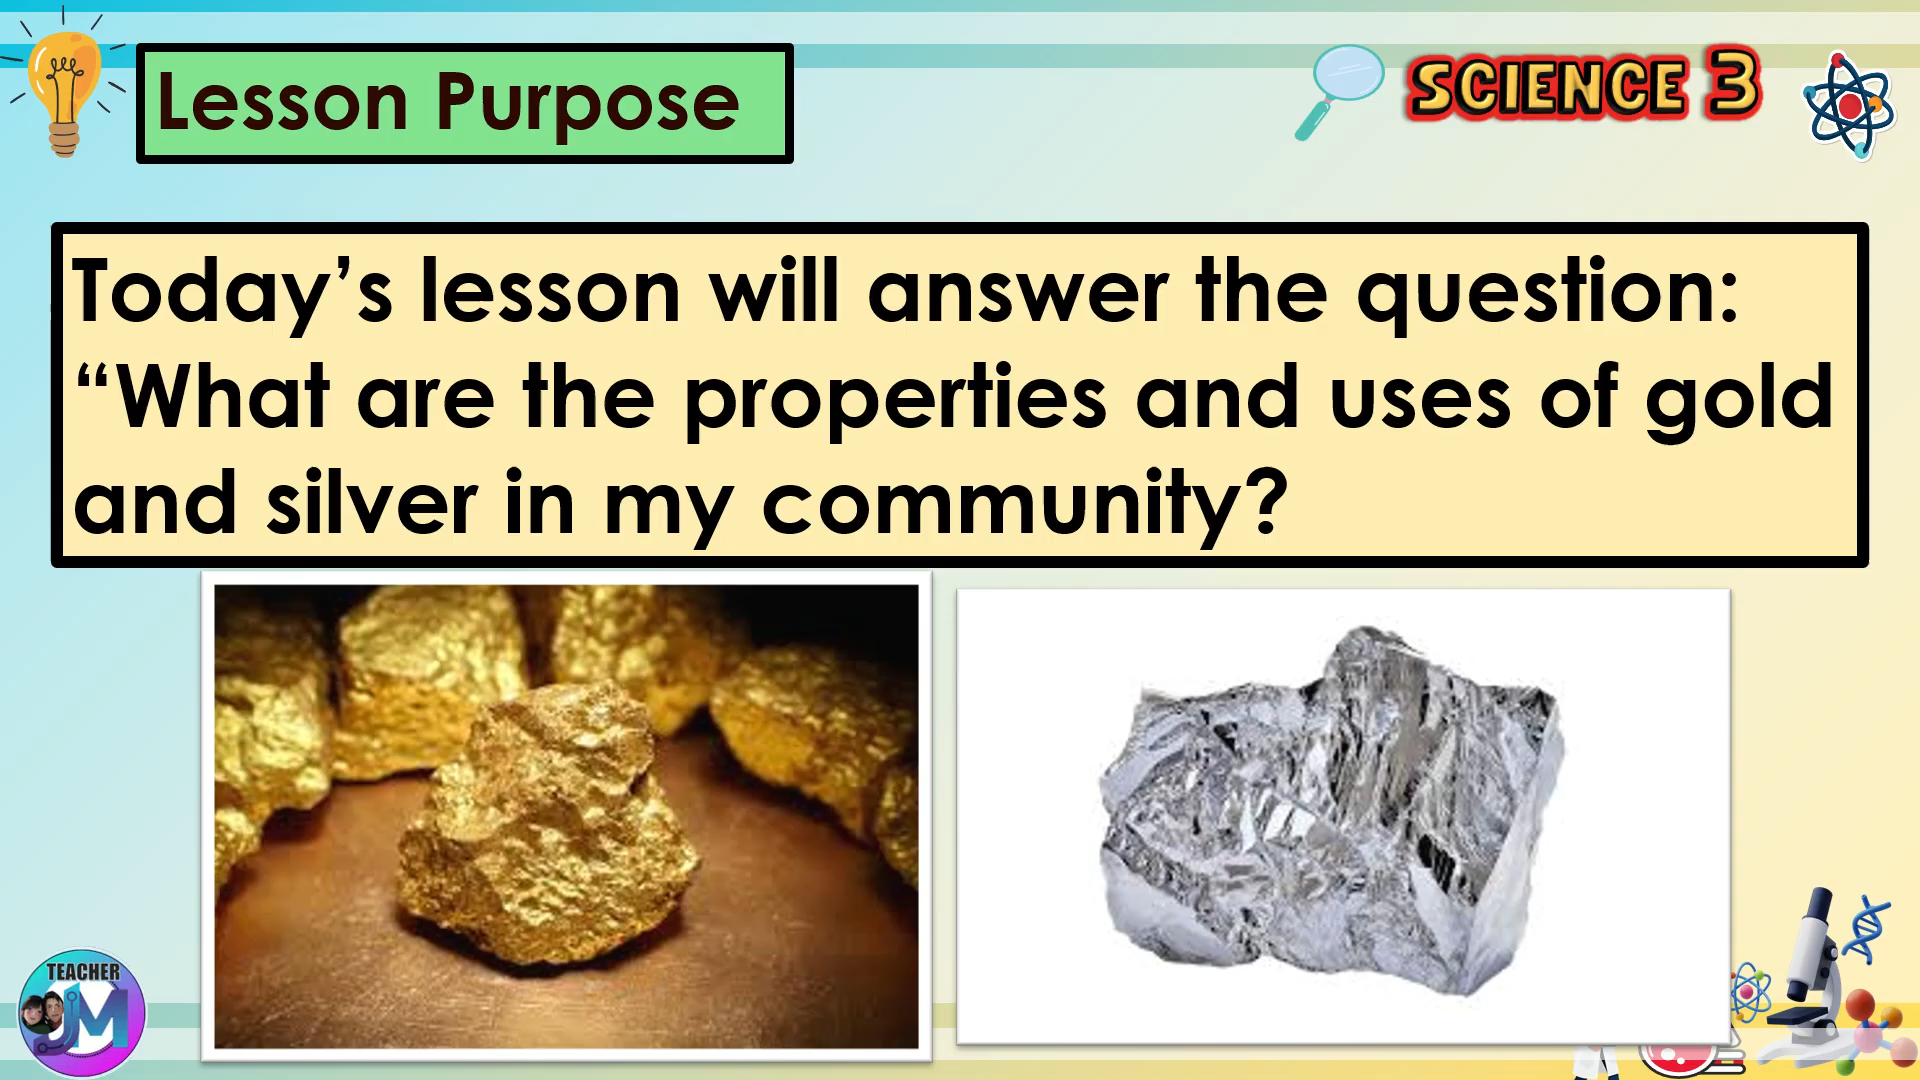 Lesson Purpose
SCIENCE 3
Today’s lesson will answer the question:
“What are the properties and uses of gold
and silver in my community?
TEACHER
JM